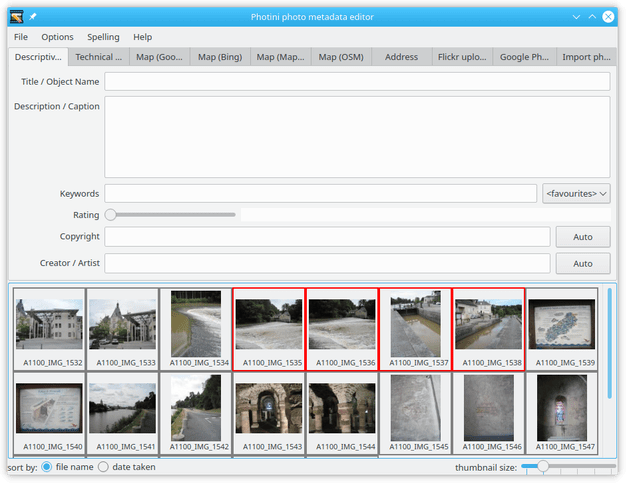 Photini photo metadata editor
File Options Spelling Help
Descriptiv... Technical ... Map (Goo... Map (Bing) Map (Map... Map (OSM) Address Flickr uplo... Google Ph... Import ph...
Title / Object Name
Description / Caption
Keywords <favourites>
Rating
Copyright Auto
Creator / Artist Auto
A1100_IMG_1532 A1100_IMG_1533 A1100_IMG_1534 A1100_IMG_1535 A1100_IMG_1536 A1100_IMG_1537 A1100_IMG_1538 A1100_IMG_1539
A1100_IMG_1540 A1100_IMG_1541 A1100_IMG_1542 A1100_IMG_1543 A1100_IMG_1544 A1100_IMG_1545 A1100_IMG_1546 A1100_IMG_1547
sort by: file name date taken thumbnail size: